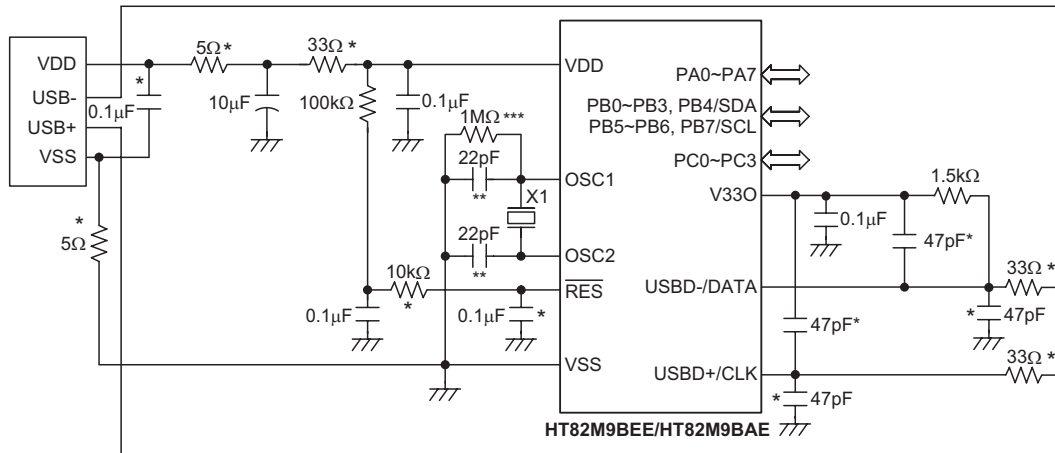 VDD
USB-
USB+
VSS
*
0.1μF
5Ω*
10μF
33Ω *
100kΩ
0.1μF
1MΩ ***
22pF
**
X1
22pF
**
*
5Ω
10kΩ
*
0.1μF
0.1μF
*
VDD
OSC1
OSC2
RES
VSS
PA0~PA7
PB0~PB3, PB4/SDA
PB5~PB6, PB7/SCL
PC0~PC3
V33O
USBD-/DATA
USBD+/CLK
HT82M9BEE/HT82M9BAE
0.1μF
1.5kΩ
47pF*
47pF*
33Ω *
*
47pF
33Ω *
*
47pF